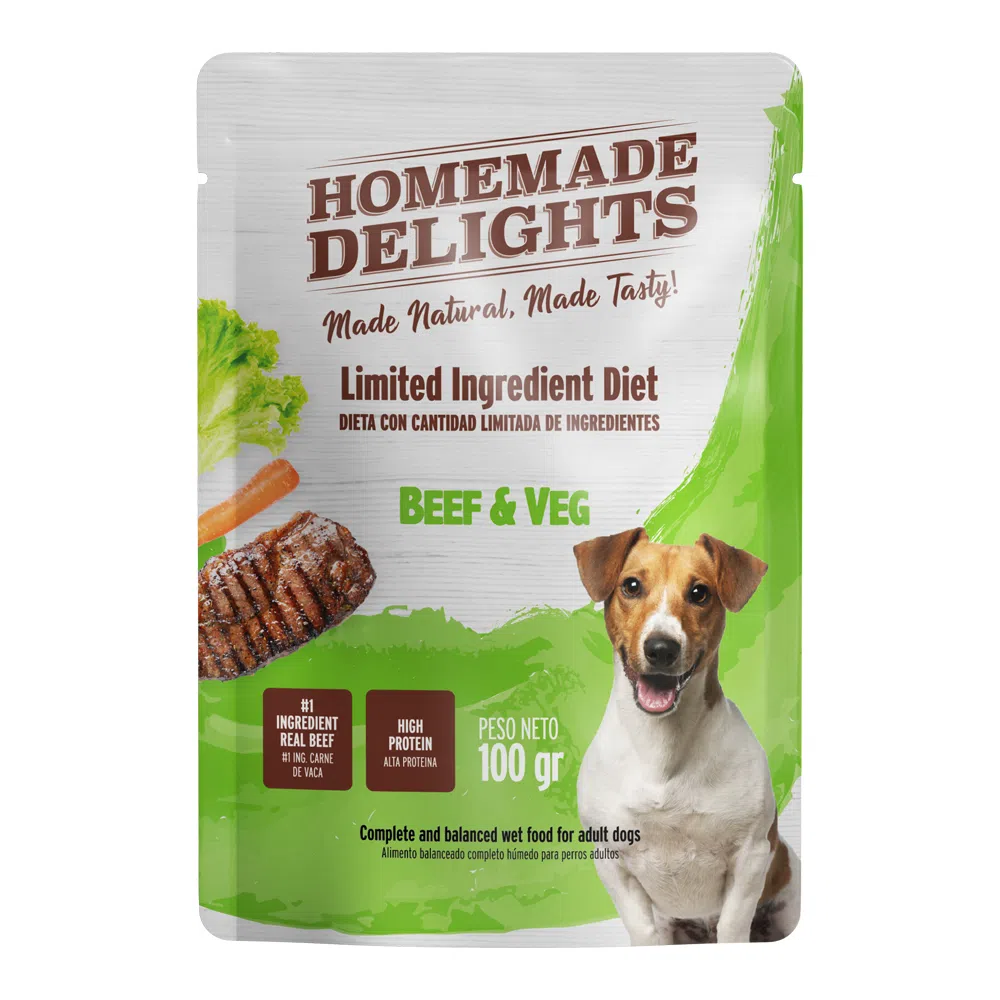 HOMEMADE
DELIGHTS
Made Natural, Made Tasty!
Limited Ingredient Diet
DIETA CON CANTIDAD LIMITADA DE INGREDIENTES
BEEF & VEG
#1
INGREDIENT
REAL BEEF
#1 ING. CARNE
DE VACA
HIGH
PROTEIN
ALTA PROTEINA
PESO NETO
100 gr
Complete and balanced wet food for adult dogs
Alimento balanceado completo húmedo para perros adultos